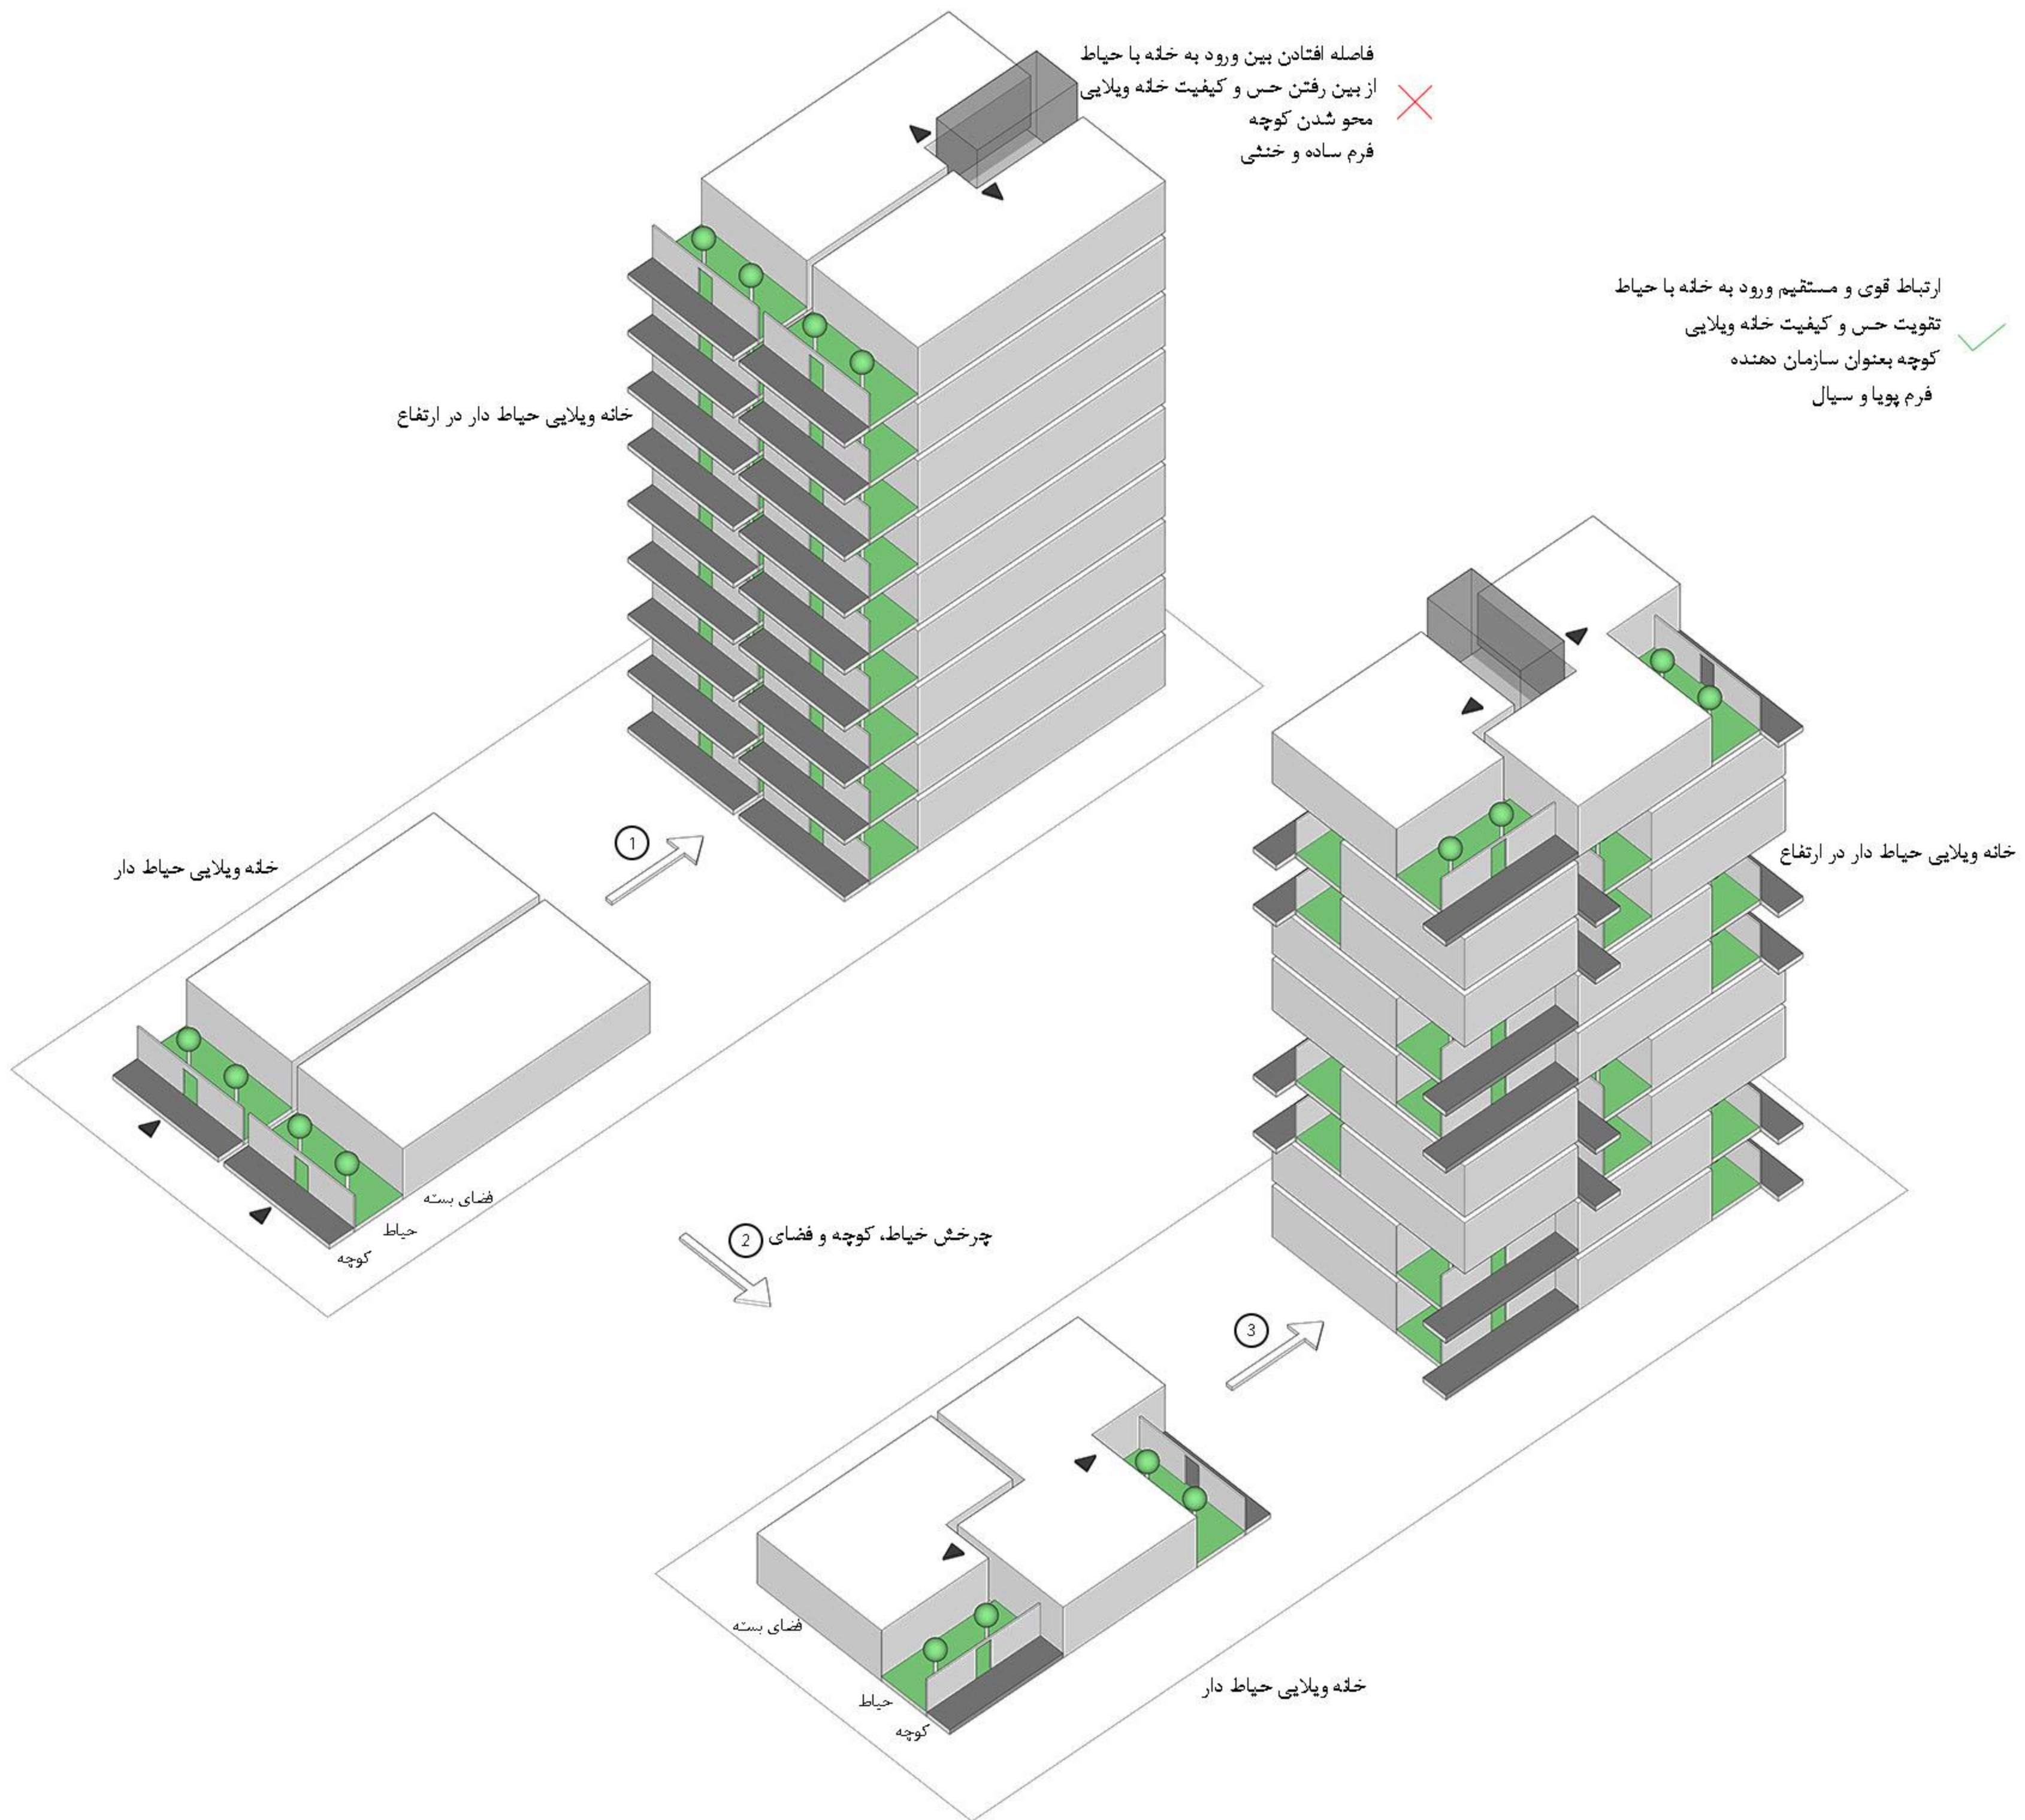 فاصله افتادن بین ورود به خانه با حیاط
از بین رفتن حس و کیفیت خانه ویلایی
محو شدن کوچه
فرم ساده و خنثی
ارتباط قوی و مستقیم ورود به خانه با حیاط
تقویت حس و کیفیت خانه ویلایی
کوچه بعنوان سازمان دهنده
فرم پویا و سیال
خانه ویلایی حیاط دار در ارتفاع
1
خانه ویلایی حیاط دار
خانه ویلایی حیاط دار در ارتفاع
فضای بسته
حیاط
کوچه
2 چرخش خیاط، کوچه و فضای
3
فضای بسته
حیاط
کوچه
خانه ویلایی حیاط دار